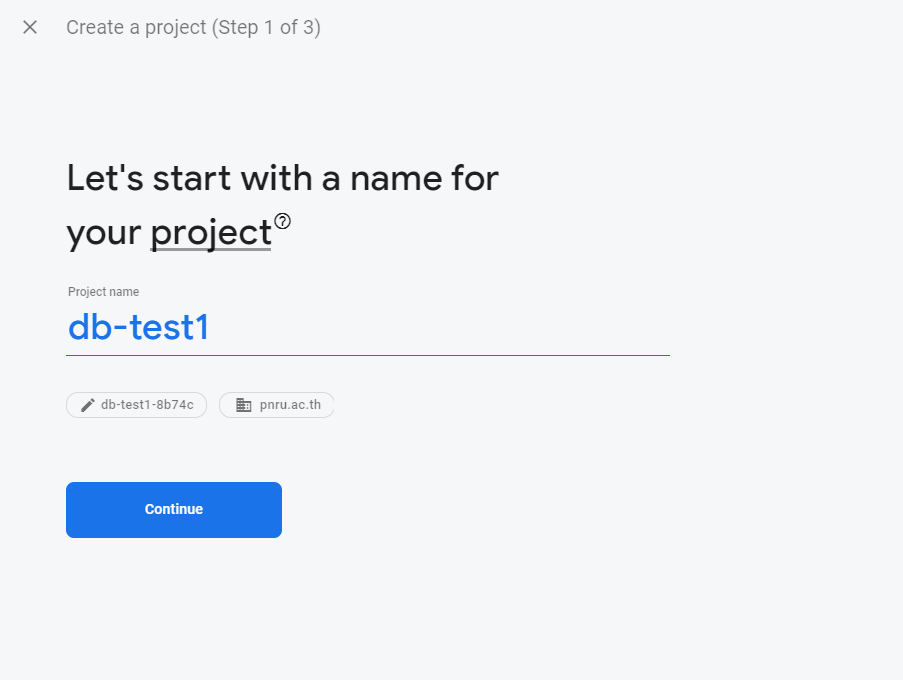 Create a project (Step 1 of 3)
Let's start with a name for
your project
Project name
db-test1
db-test1-8b74c
pnru.ac.th
Continue